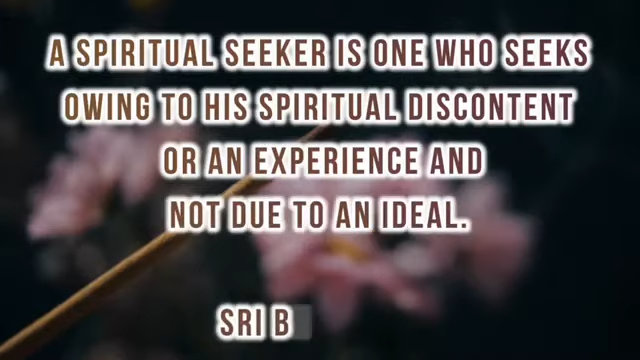 A SPIRITUAL SEEKER IS ONE WHO SEEKS
OWING TO HIS SPIRITUAL DISCONTENT
OR AN EXPERIENCE AND
NOT DUE TO AN IDEAL.
SRI B